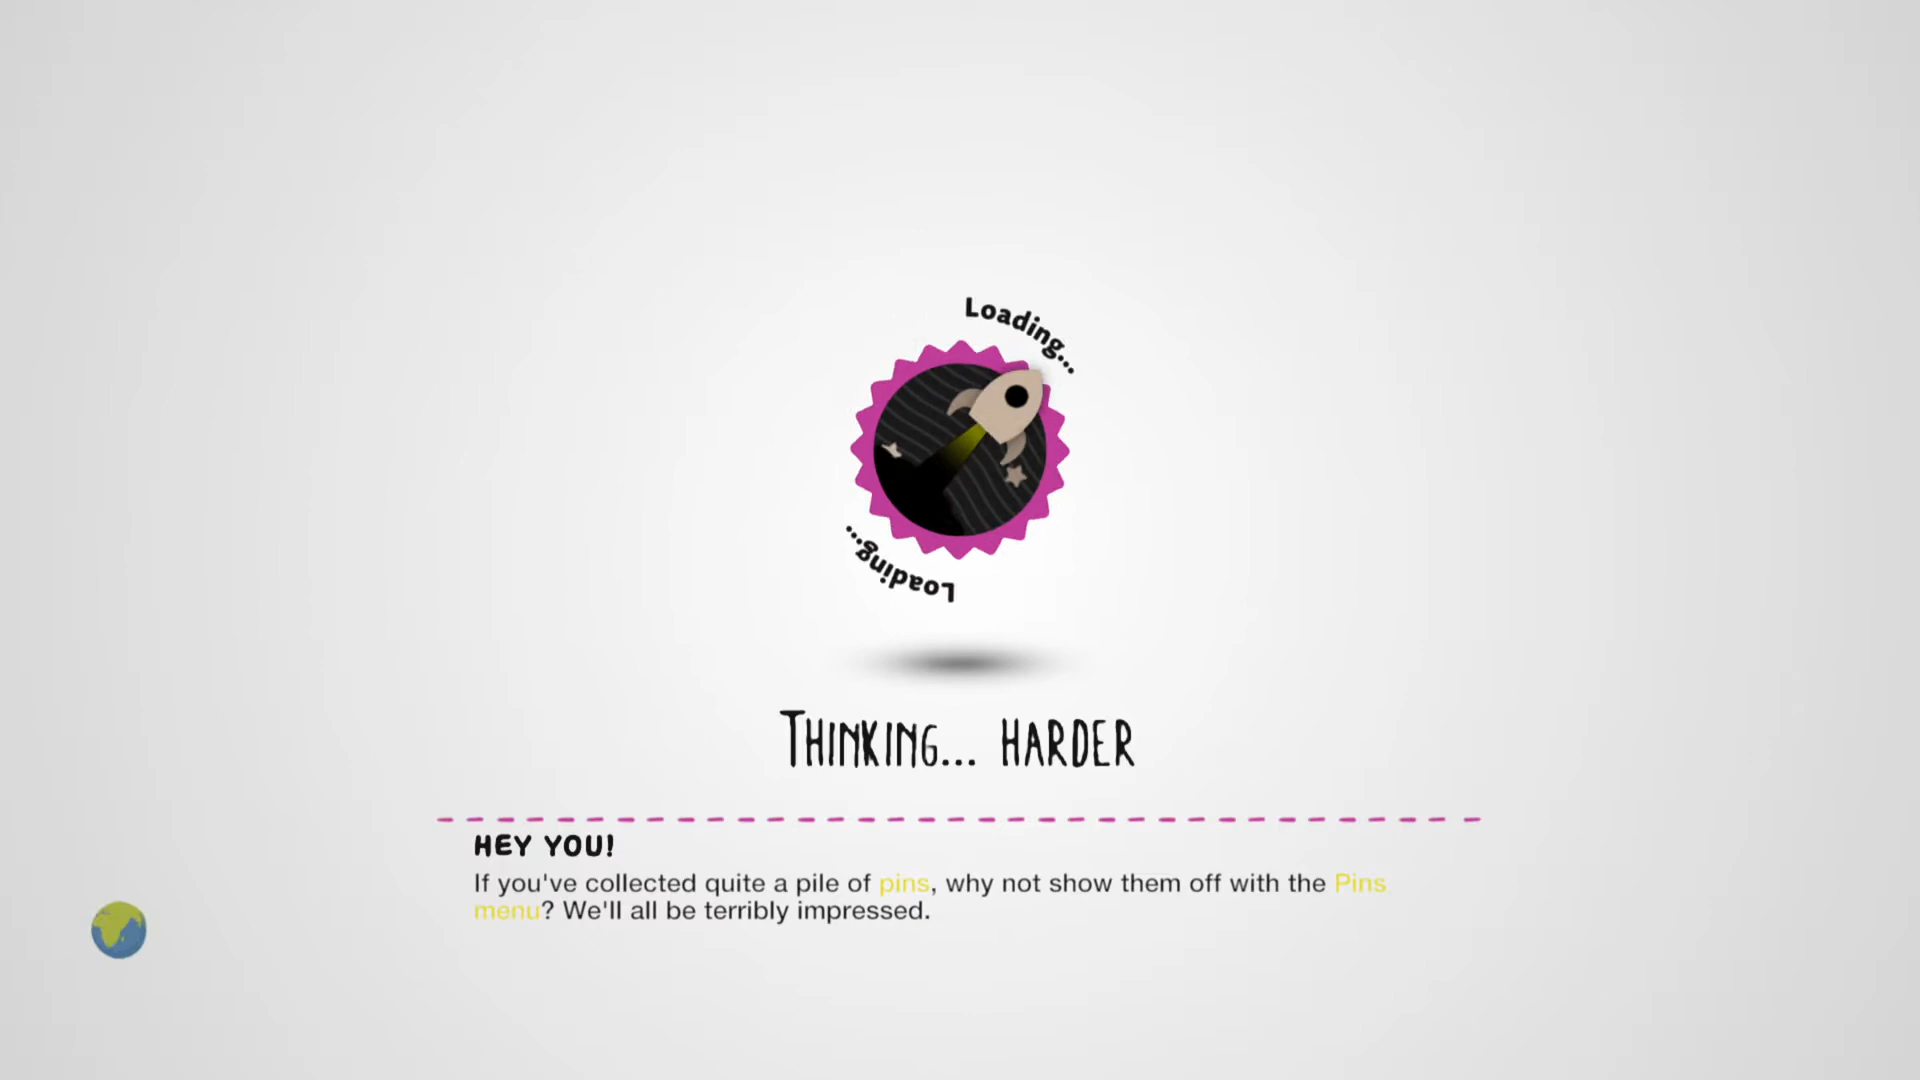 Loading...
Loading...
THINKING... HARDER
HEY YOU!
If you've collected quite a pile of pins, why not show them off with the Pins
menu? We'll all be terribly impressed.